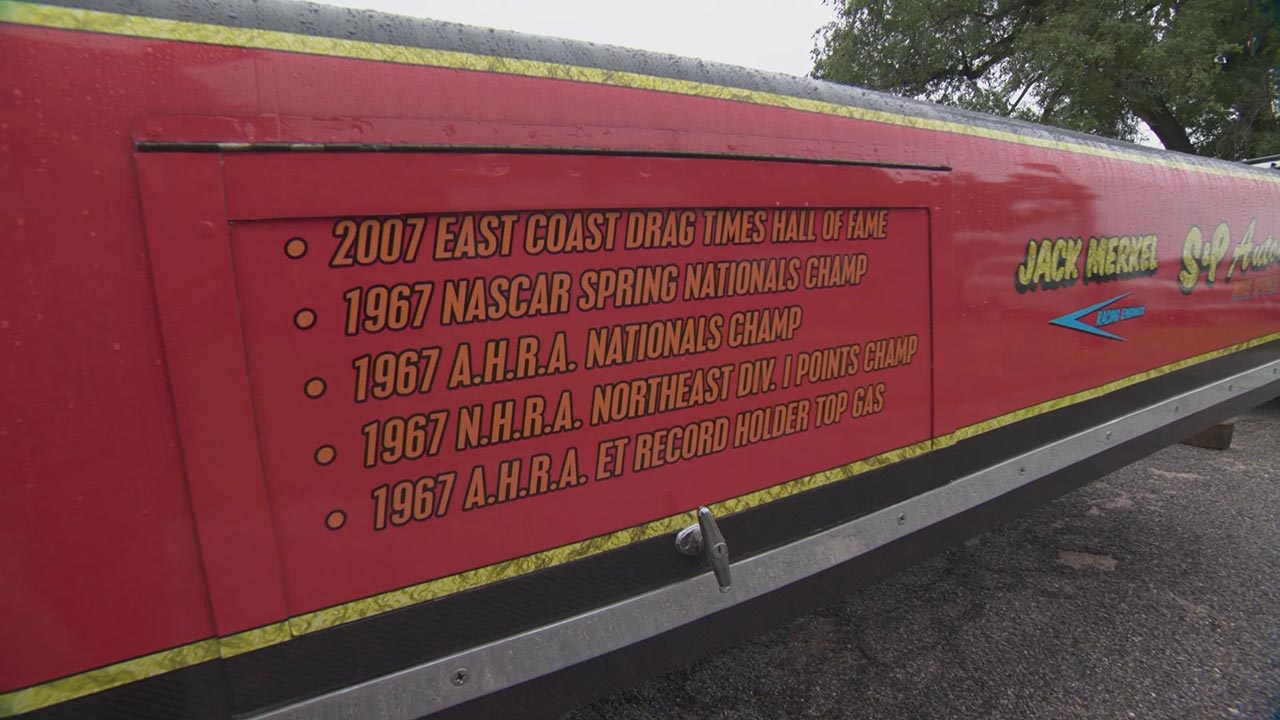 • 2007 EAST COAST DRAG TIMES HALL OF FAME
• 1967 NASCAR SPRING NATIONALS CHAMP
• 1967 A.H.R.A. NATIONALS CHAMP
• 1967 N.H.R.A. NORTHEAST DIV. I POINTS CHAMP
• 1967 A.H.R.A. ET RECORD HOLDER TOP GAS
JACK MERKEL
RACING ENGINES
S&P